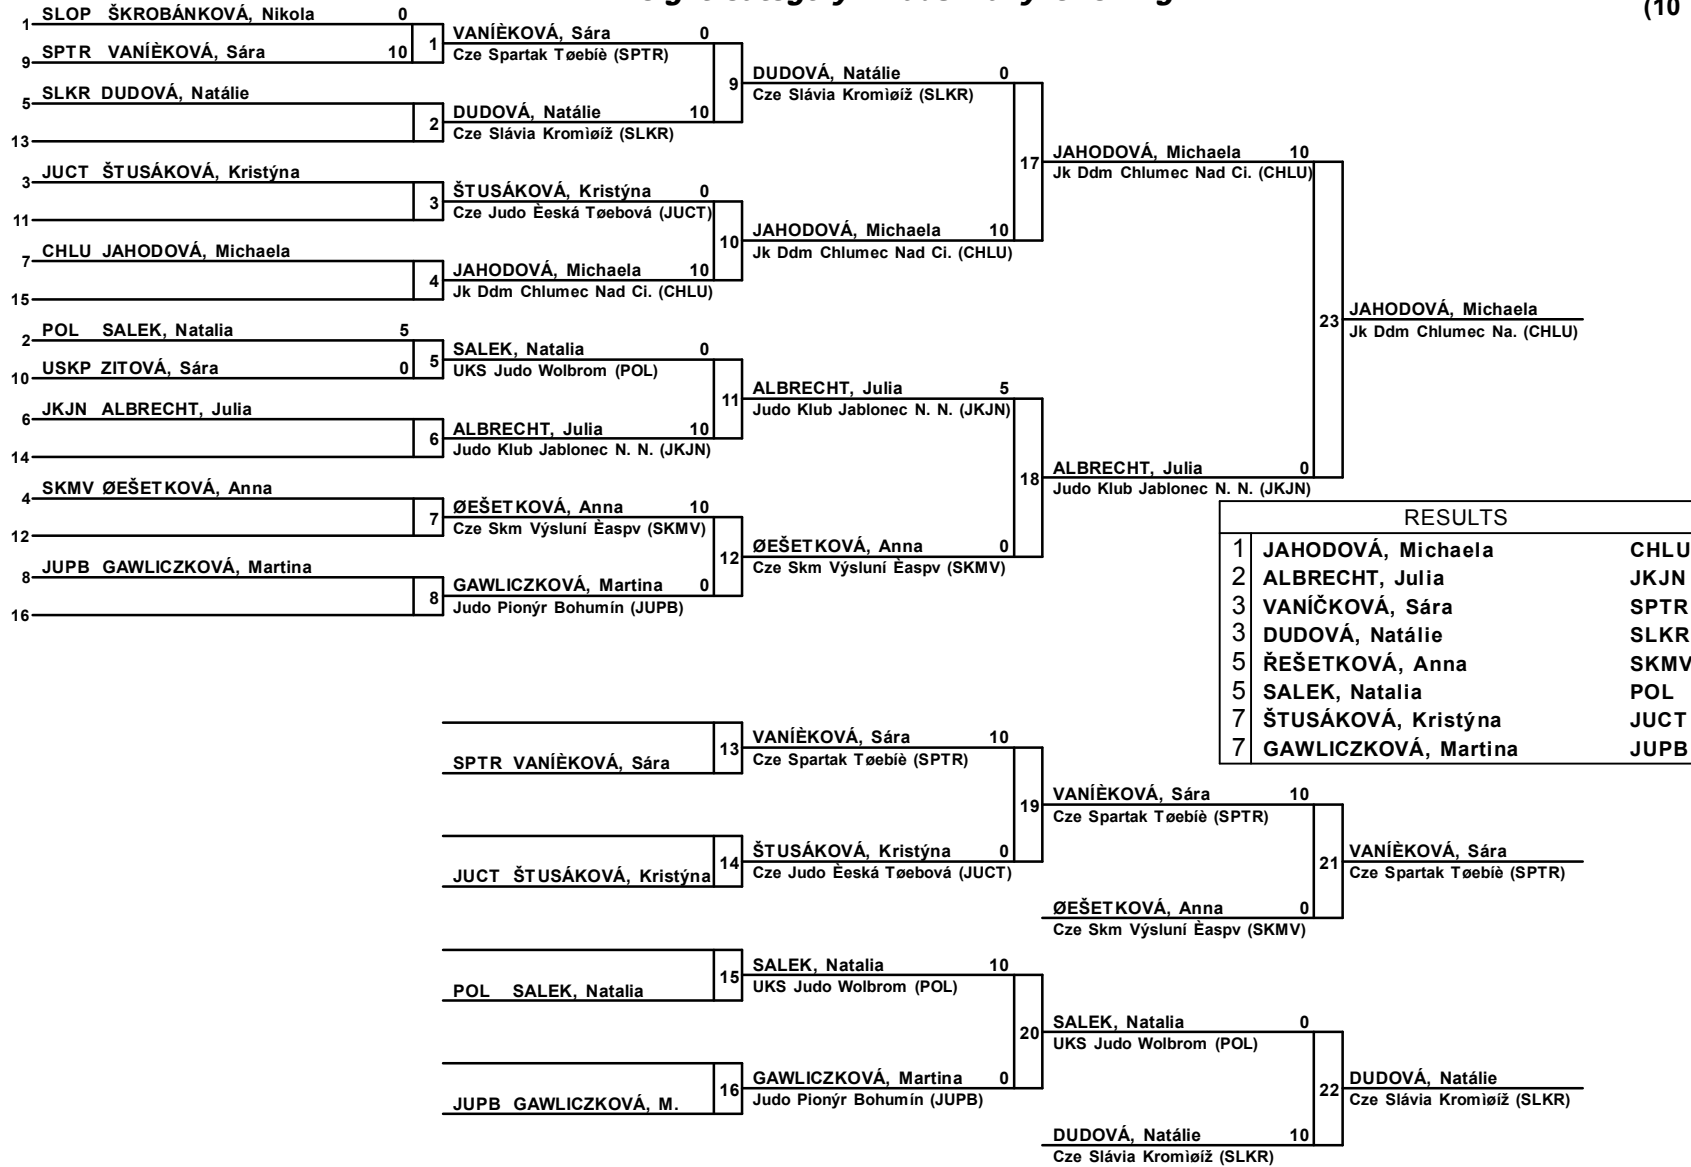 (10
1 SLOP ŠKROBÁNKOVÁ, Nikola 0
9 SPTR VANÍÈKOVÁ, Sára 10
1
5 SLKR DUDOVÁ, Natálie
13
2
3 JUCT ŠTUSÁKOVÁ, Kristýna
11
3
7 CHLU JAHODOVÁ, Michaela
15
4
2 POL SALEK, Natalia 5
10 USKP ZITOVÁ, Sára 0
5
6 JKJN ALBRECHT, Julia
14
6
4 SKMV ØEŠETKOVÁ, Anna
12
7
8 JUPB GAWLICZKOVÁ, Martina
16
8
VANÍÈKOVÁ, Sára 0
Cze Spartak Tøebíè (SPTR)
9
DUDOVÁ, Natálie 10
Cze Slávia Kromìøíž (SLKR)
ŠTUSÁKOVÁ, Kristýna 0
Cze Judo Èeská Tøebová (JUCT)
10
JAHODOVÁ, Michaela 10
Jk Ddm Chlumec Nad Ci. (CHLU)
SALEK, Natalia 0
UKS Judo Wolbrom (POL)
11
ALBRECHT, Julia 10
Judo Klub Jablonec N. N. (JKJN)
ØEŠETKOVÁ, Anna 10
Cze Skm Výsluní Èaspv (SKMV)
12
GAWLICZKOVÁ, Martina 0
Judo Pionýr Bohumín (JUPB)
DUDOVÁ, Natálie 0
Cze Slávia Kromìøíž (SLKR)
17
JAHODOVÁ, Michaela 10
Jk Ddm Chlumec Nad Ci. (CHLU)
ALBRECHT, Julia 5
Judo Klub Jablonec N. N. (JKJN)
18
ØEŠETKOVÁ, Anna 0
Cze Skm Výsluní Èaspv (SKMV)
JAHODOVÁ, Michaela 10
Jk Ddm Chlumec Nad Ci. (CHLU)
23
ALBRECHT, Julia 0
Judo Klub Jablonec N. N. (JKJN)
JAHODOVÁ, Michaela
Jk Ddm Chlumec Na. (CHLU)
RESULTS
1 JAHODOVÁ, Michaela CHLU
2 ALBRECHT, Julia JKJN
3 VANÍČKOVÁ, Sára SPTR
3 DUDOVÁ, Natálie SLKR
5 ŘEŠETKOVÁ, Anna SKMV
5 SALEK, Natalia POL
7 ŠTUSÁKOVÁ, Kristýna JUCT
7 GAWLICZKOVÁ, Martina JUPB
SPTR VANÍÈKOVÁ, Sára
13
JUCT ŠTUSÁKOVÁ, Kristýna
14
POL SALEK, Natalia
15
JUPB GAWLICZKOVÁ, M.
16
VANÍÈKOVÁ, Sára 10
Cze Spartak Tøebíè (SPTR)
19
ŠTUSÁKOVÁ, Kristýna 0
Cze Judo Èeská Tøebová (JUCT)
SALEK, Natalia 10
UKS Judo Wolbrom (POL)
20
GAWLICZKOVÁ, Martina 0
Judo Pionýr Bohumín (JUPB)
VANÍÈKOVÁ, Sára 10
Cze Spartak Tøebíè (SPTR)
21
ØEŠETKOVÁ, Anna 0
Cze Skm Výsluní Èaspv (SKMV)
SALEK, Natalia 0
UKS Judo Wolbrom (POL)
22
DUDOVÁ, Natálie 10
Cze Slávia Kromìøíž (SLKR)
VANÍÈKOVÁ, Sára
Cze Spartak Tøebíè (SPTR)
DUDOVÁ, Natálie
Cze Slávia Kromìøíž (SLKR)